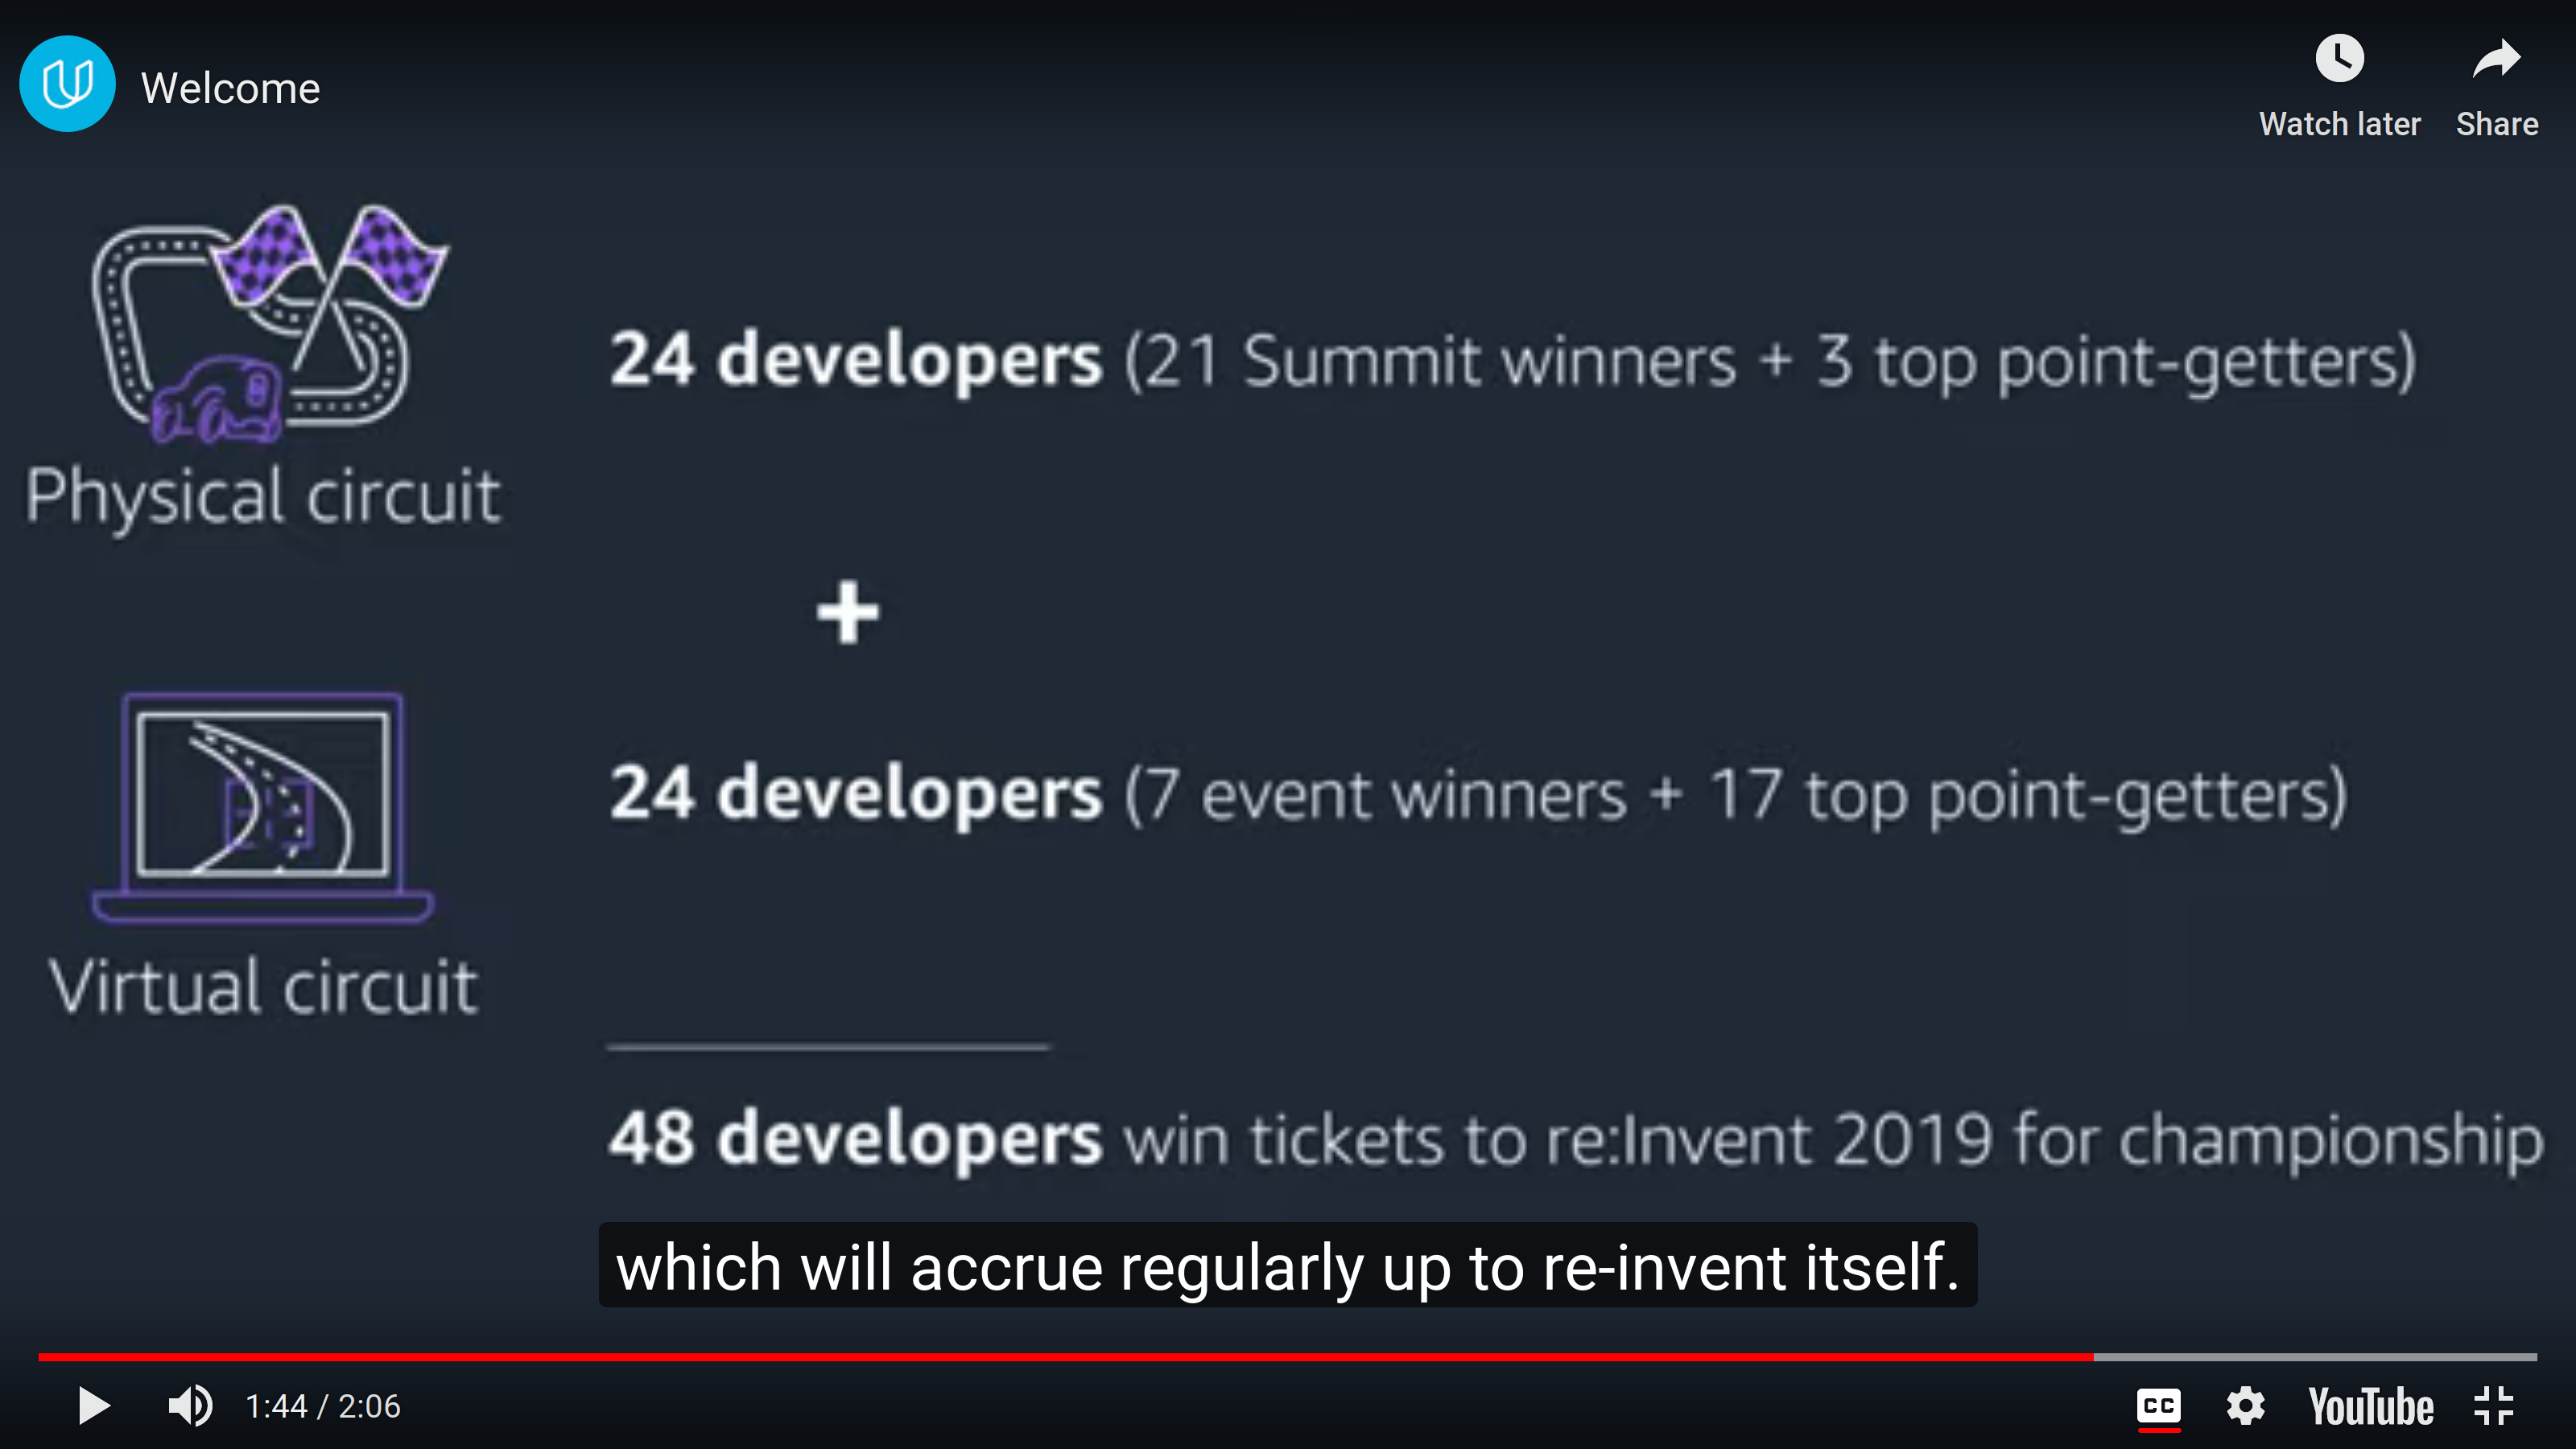 Welcome
Watch later
Share
24 developers (21 Summit winners + 3 top point-getters)
Physical circuit
+
24 developers (7 event winners + 17 top point-getters)
Virtual circuit
48 developers win tickets to re:Invent 2019 for championship
which will accrue regularly up to re-invent itself.
1:44 / 2:06
CC
YouTube